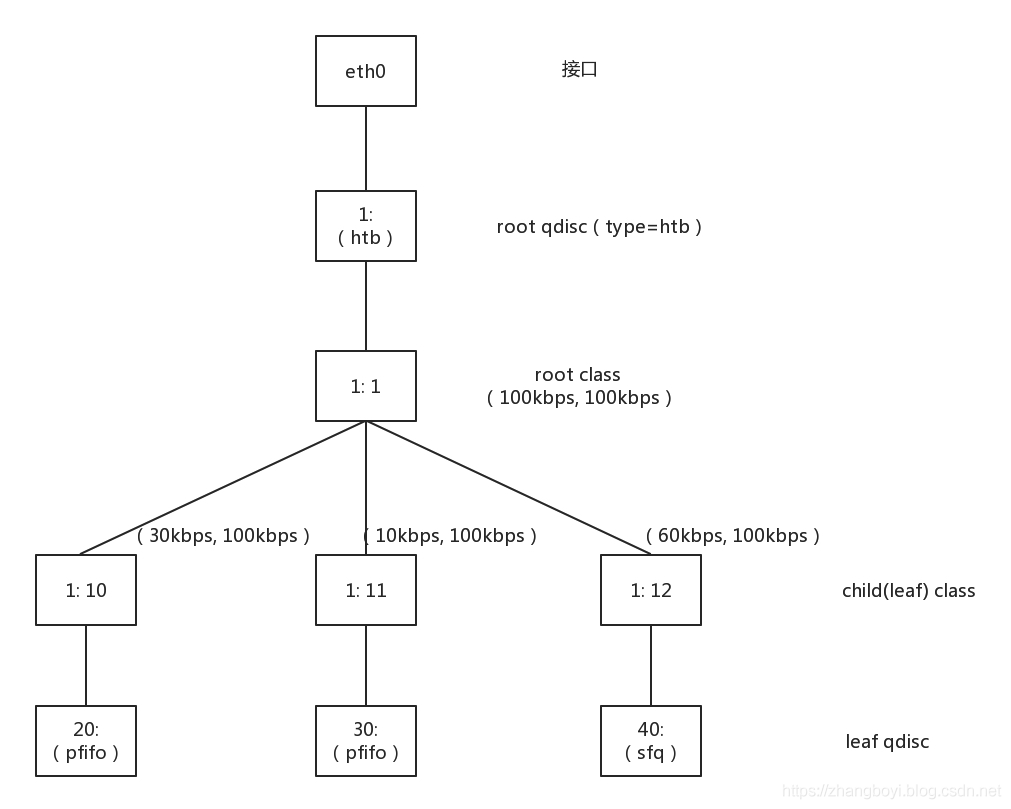 eth0
接口
1:
( htb )
root qdisc ( type=htb )
1: 1
root class
( 100kbps, 100kbps )
( 30kbps, 100kbps )
( 10kbps, 100kbps )
( 60kbps, 100kbps )
1: 10
1: 11
1: 12
child(leaf) class
20:
( pfifo )
30:
( pfifo )
40:
( sfq )
leaf qdisc
https://zhangboyi.blog.csdn.net